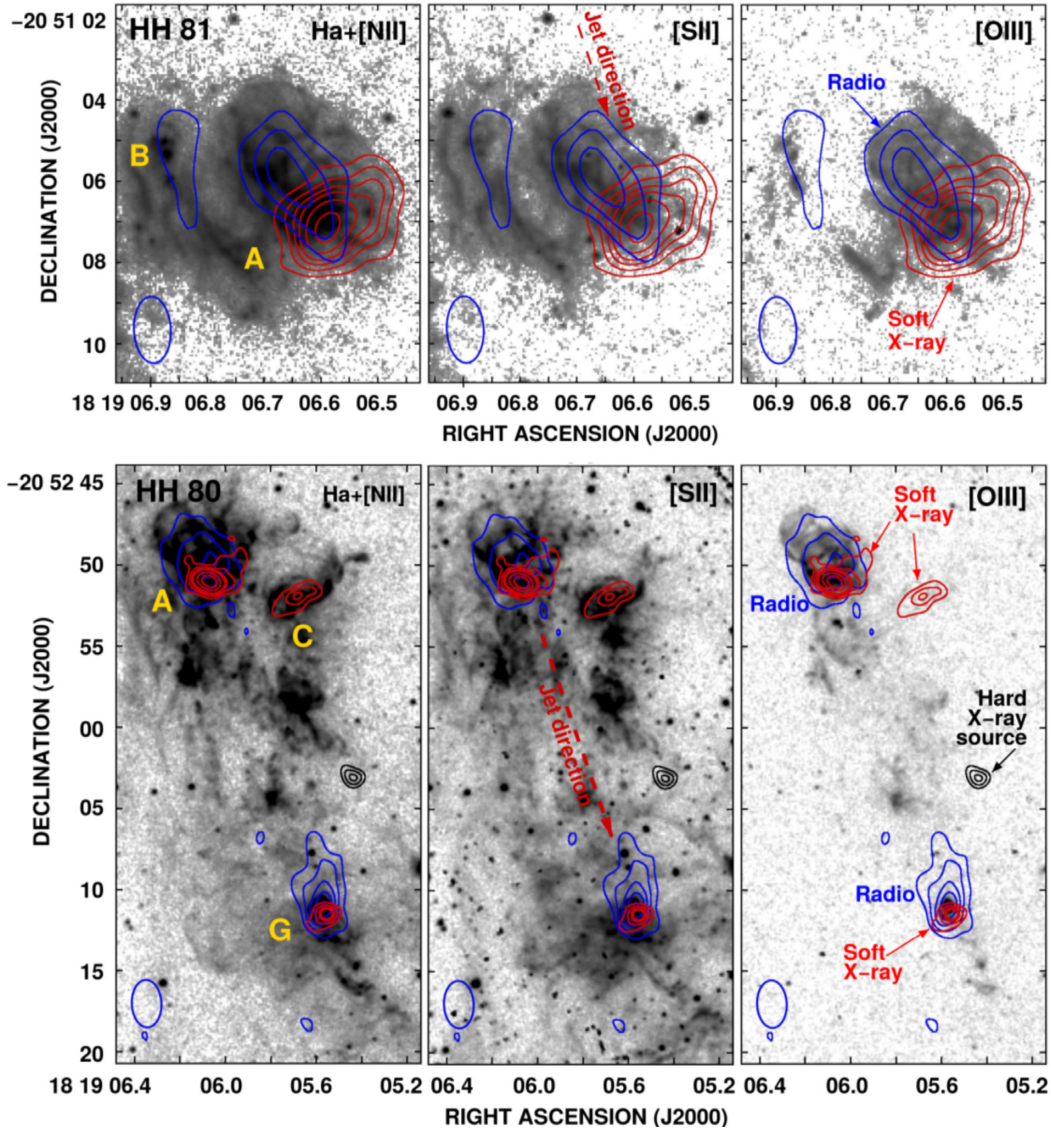 HH 81
Ha+[NII]
[SII]
[OIII]
Jet direction
Radio
B
A
Soft
X-ray
DECLINATION (J2000)
-20 51 02
04
06
08
10
18 19 06.9 06.8 06.7 06.6 06.5
06.9 06.8 06.7 06.6 06.5
06.9 06.8 06.7 06.6 06.5
RIGHT ASCENSION (J2000)
HH 80
Ha+[NII]
[SII]
[OIII]
Soft
X-ray
A
C
Radio
Jet direction
Hard
X-ray
source
G
Radio
Soft
X-ray
DECLINATION (J2000)
-20 52 45
50
55
00
05
10
15
20
18 19 06.4 06.0 05.6 05.2
06.4 06.0 05.6 05.2
06.4 06.0 05.6 05.2
RIGHT ASCENSION (J2000)